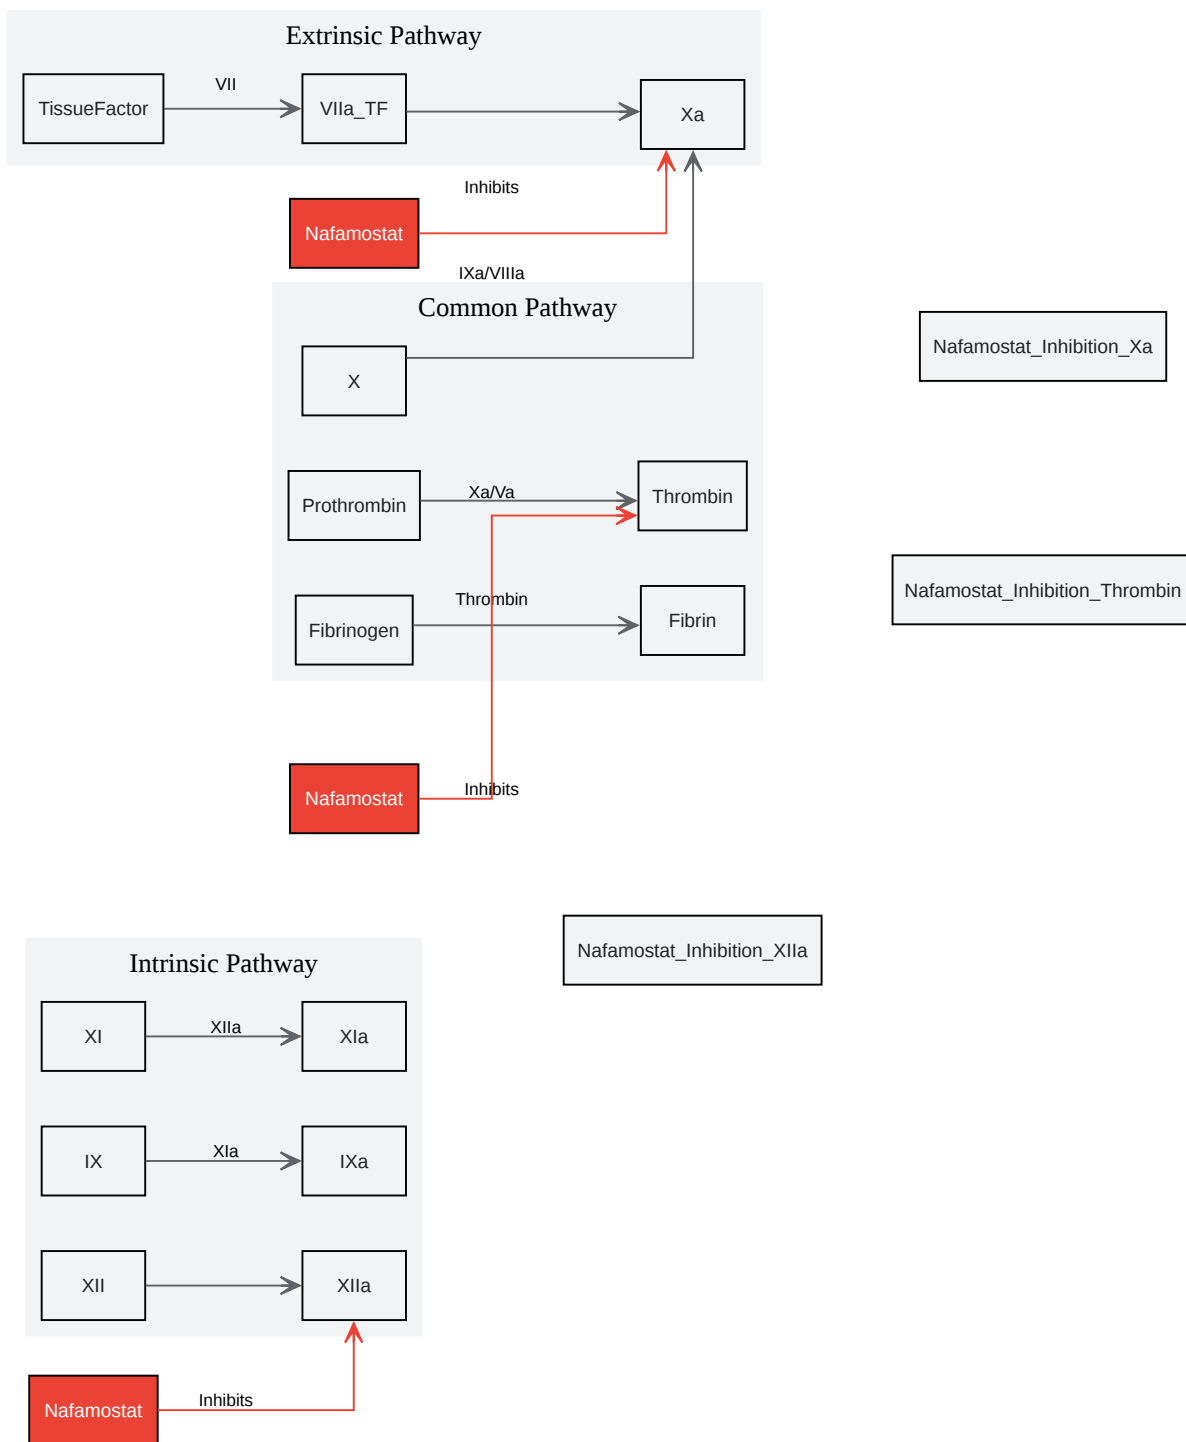 Extrinsic Pathway
TissueFactor
VII
VIIa_TF
Xa
Inhibits
Nafamostat
IXa/VIIIa
Common Pathway
X
Nafamostat_Inhibition_Xa
Prothrombin
Xa/Va
Thrombin
Fibrinogen
Thrombin
Fibrin
Nafamostat_Inhibition_Thrombin
Nafamostat
Inhibits
Nafamostat_Inhibition_XIIa
Intrinsic Pathway
XI
XIIa
XIa
IX
XIa
IXa
XII
XIIa
Nafamostat
Inhibits